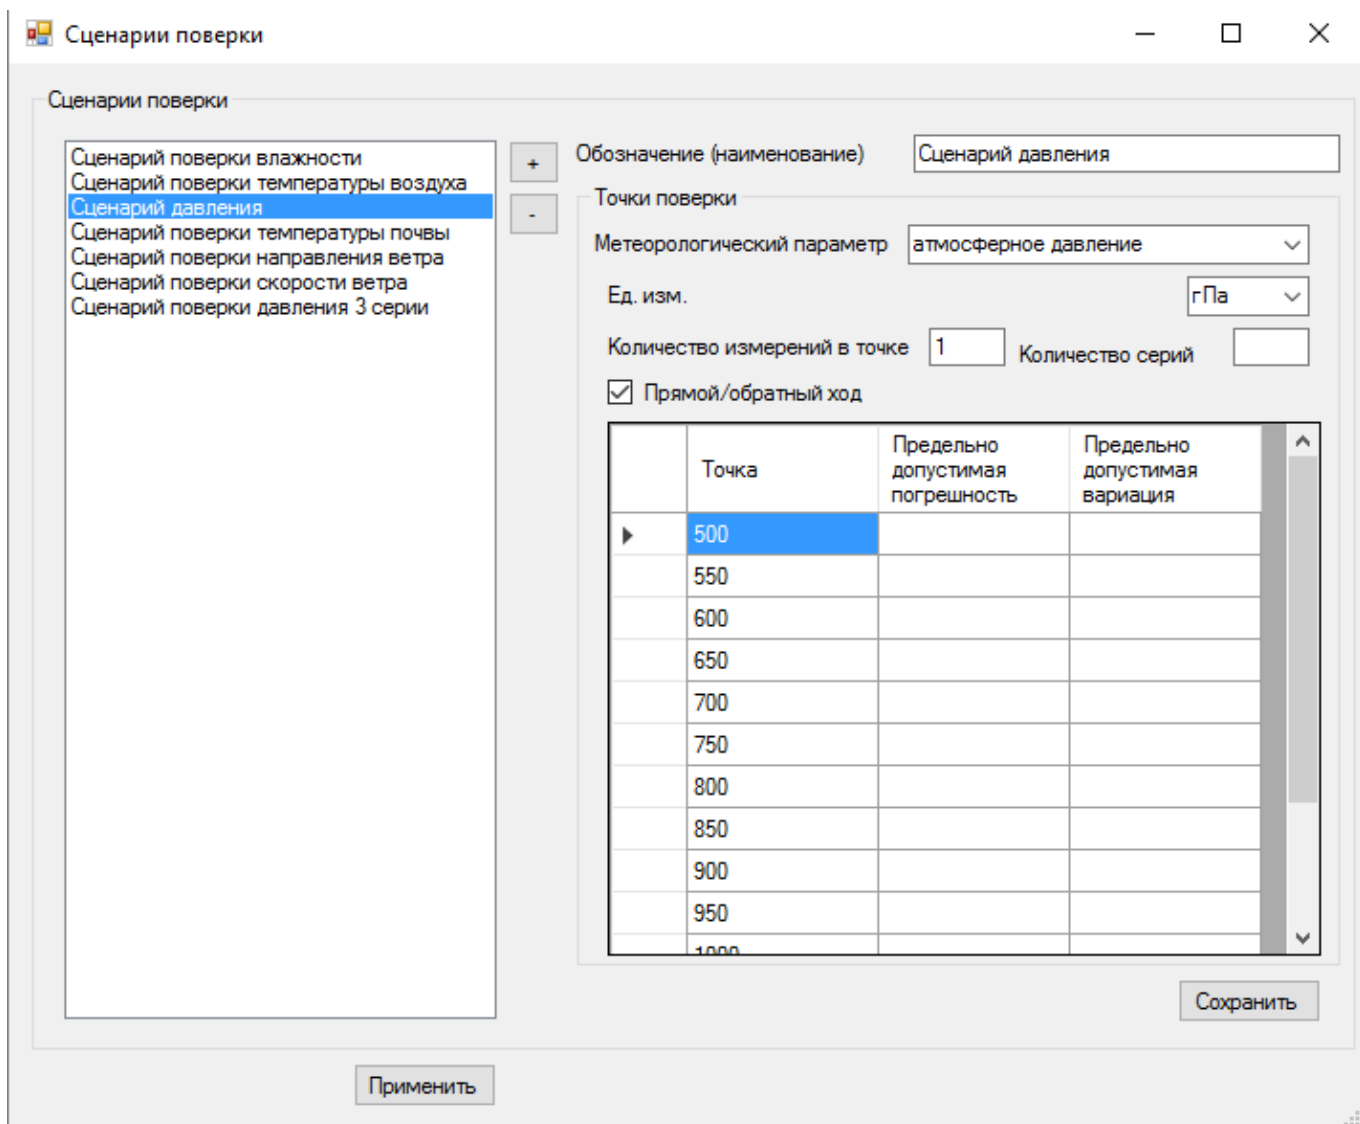 Сценарии поверки
Сценарии поверки
Сценарий поверки влажности
Сценарий поверки температуры воздуха
Сценарий давления
Сценарий поверки температуры почвы
Сценарий поверки направления ветра
Сценарий поверки скорости ветра
Сценарий поверки давления 3 серии
+
-
Обозначение (наименование) Сценарий давления
Точки поверки
Метеорологический параметр атмосферное давление
Ед. изм. гПа
Количество измерений в точке 1 Количество серий
Прямой/обратный ход
Точка
Предельно
допустимая
погрешность
Предельно
допустимая
вариация
500
550
600
650
700
750
800
850
900
950
1000
Сохранить
Применить